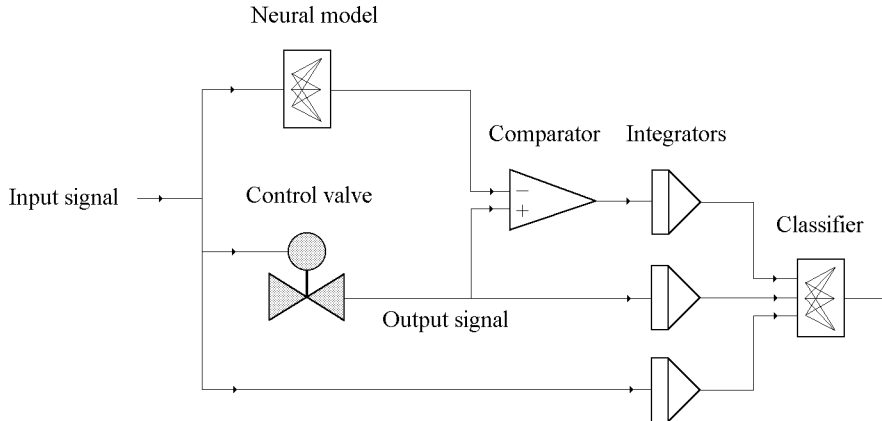 Neural model
Comparator
Integrators
Input signal
Control valve
−
+
Classifier
Output signal